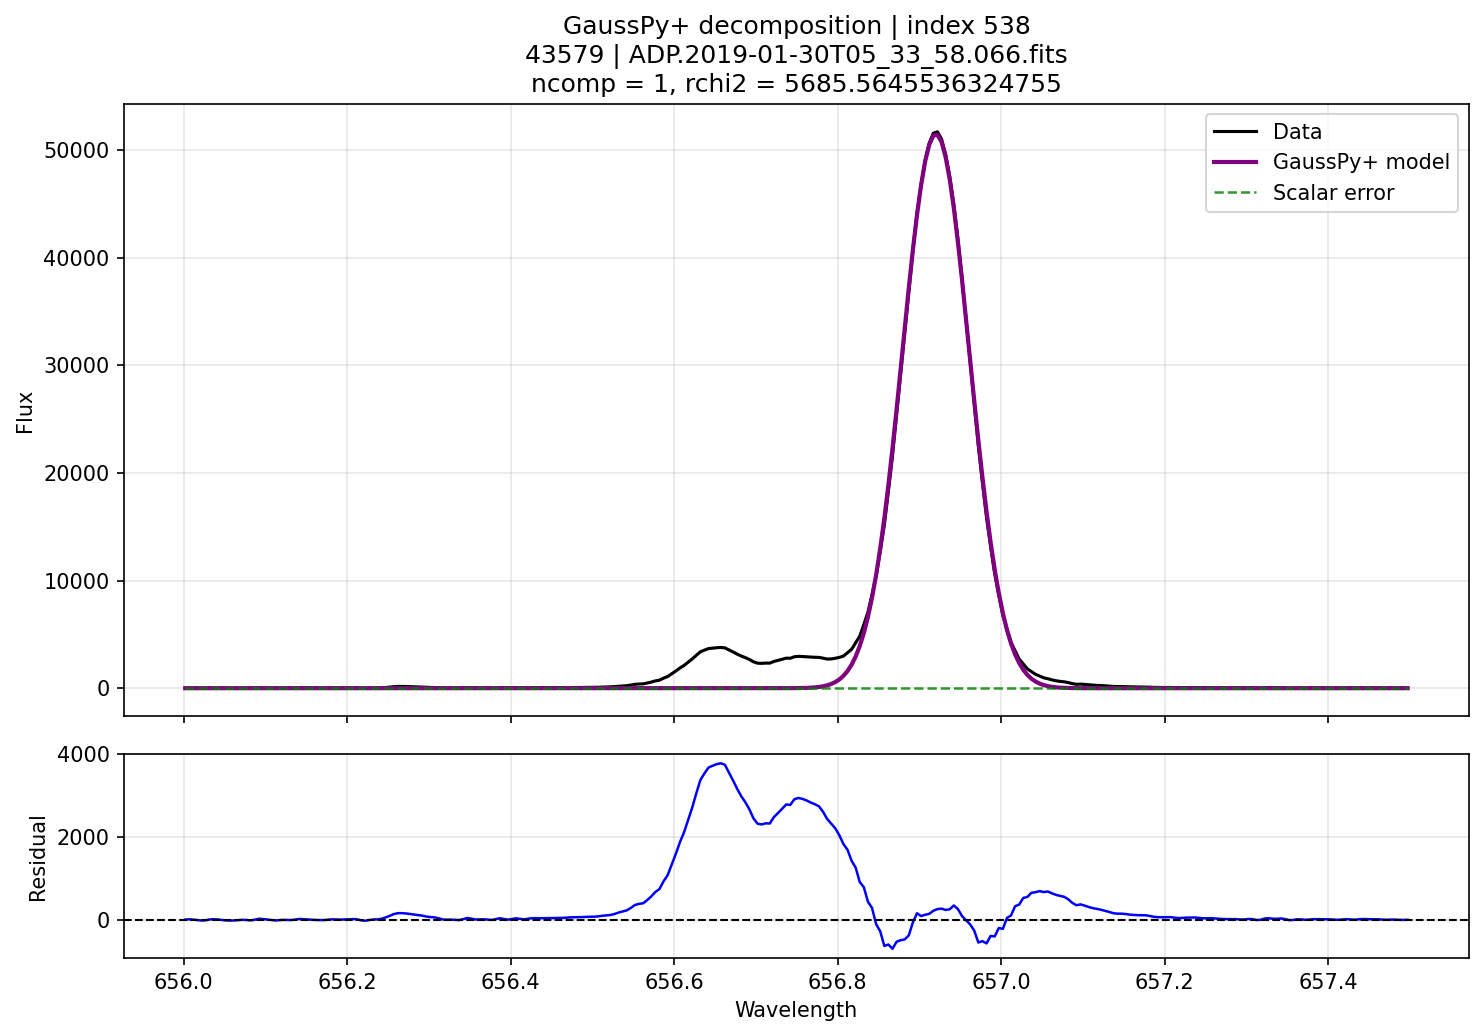 GaussPy+ decomposition | index 538
43579 | ADP.2019-01-30T05_33_58.066.fits
ncomp = 1, rchi2 = 5685.5645536324755
Data
GaussPy+ model
Scalar error
50000
40000
30000
20000
10000
0
Flux
4000
2000
0
Residual
656.0 656.2 656.4 656.6 656.8 657.0 657.2 657.4
Wavelength